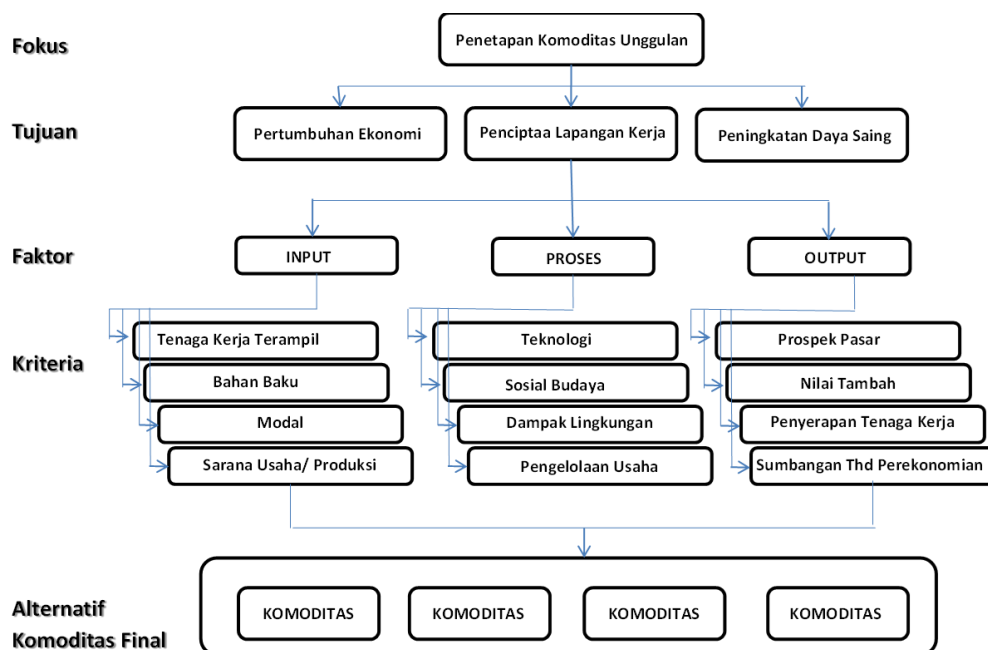 Fokus
Penetapan Komoditas Unggulan
Tujuan
Pertumbuhan Ekonomi
Penciptaa Lapangan Kerja
Peningkatan Daya Saing
Faktor
INPUT
PROSES
OUTPUT
Kriteria
Tenaga Kerja Terampil
Bahan Baku
Modal
Sarana Usaha/ Produksi
Teknologi
Sosial Budaya
Dampak Lingkungan
Pengelolaan Usaha
Prospek Pasar
Nilai Tambah
Penyerapan Tenaga Kerja
Sumbangan Thd Perekonomian
Alternatif
Komoditas Final
KOMODITAS
KOMODITAS
KOMODITAS
KOMODITAS